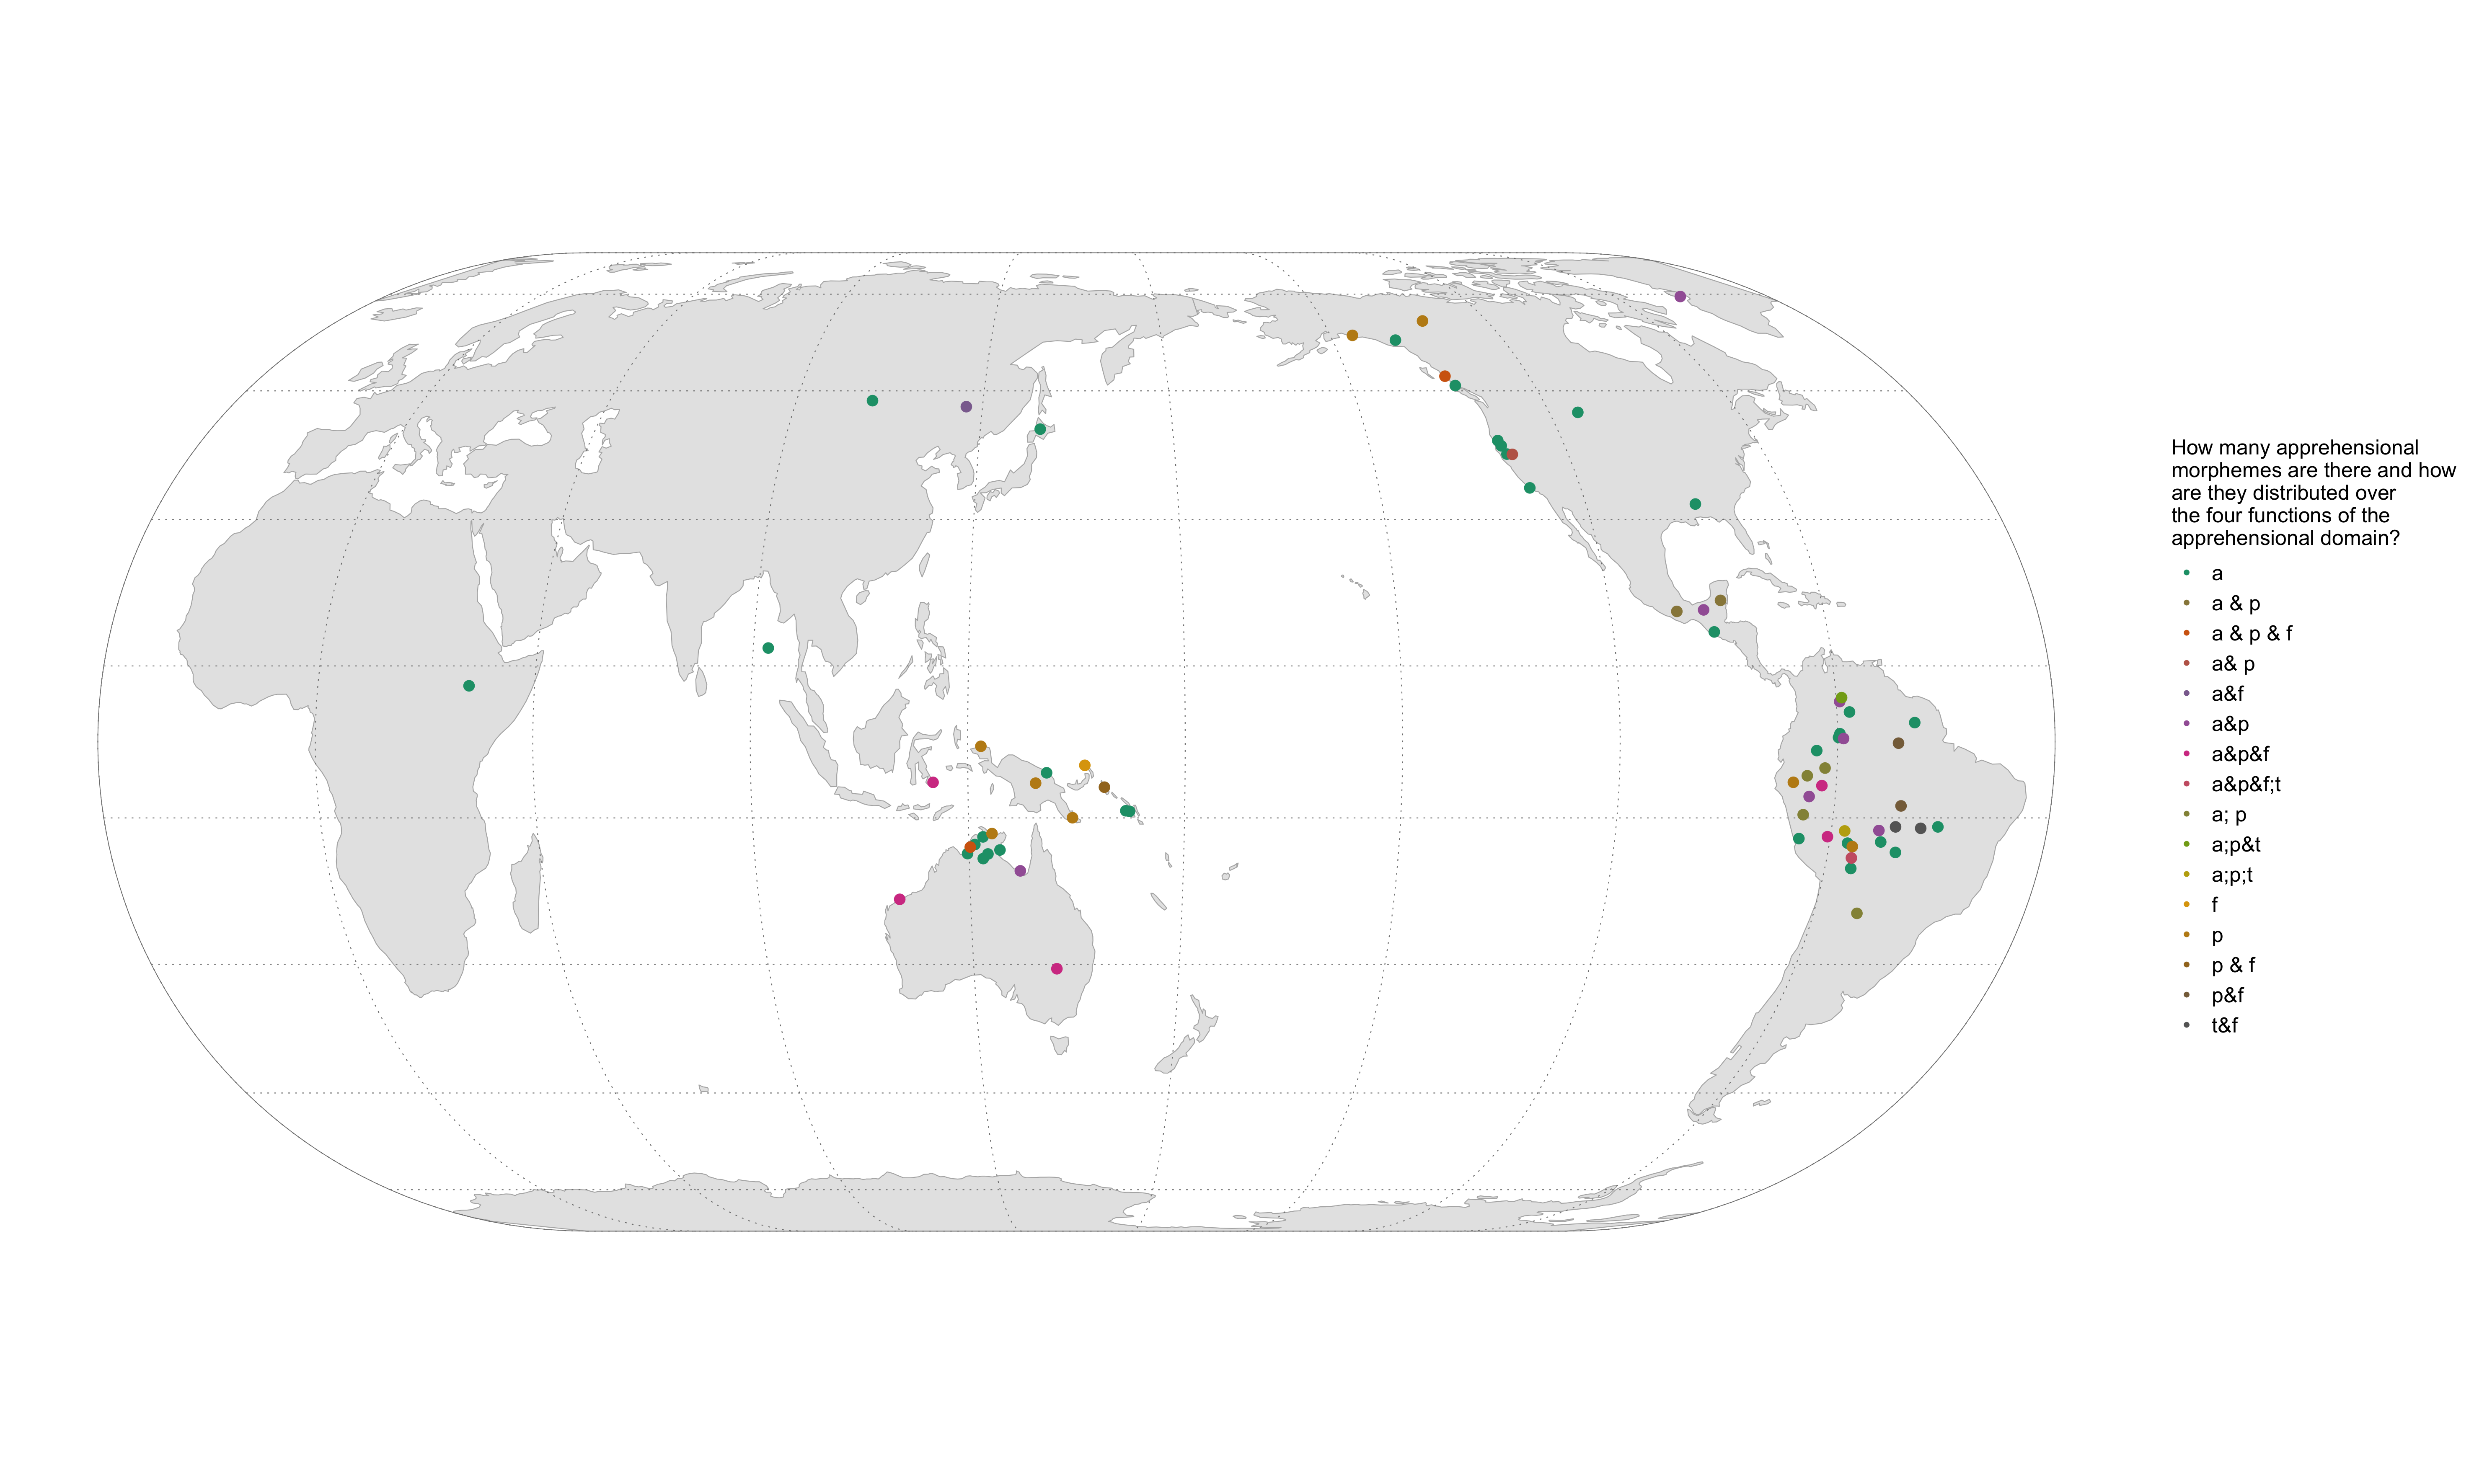 How many apprehensional
morphemes are there and how
are they distributed over
the four functions of the
apprehensional domain?
a
a & p
a & p & f
a& p
a&f
a&p
a&p&f
a&p&f;t
a; p
a;p&t
a;p;t
f
p
p & f
p&f
t&f